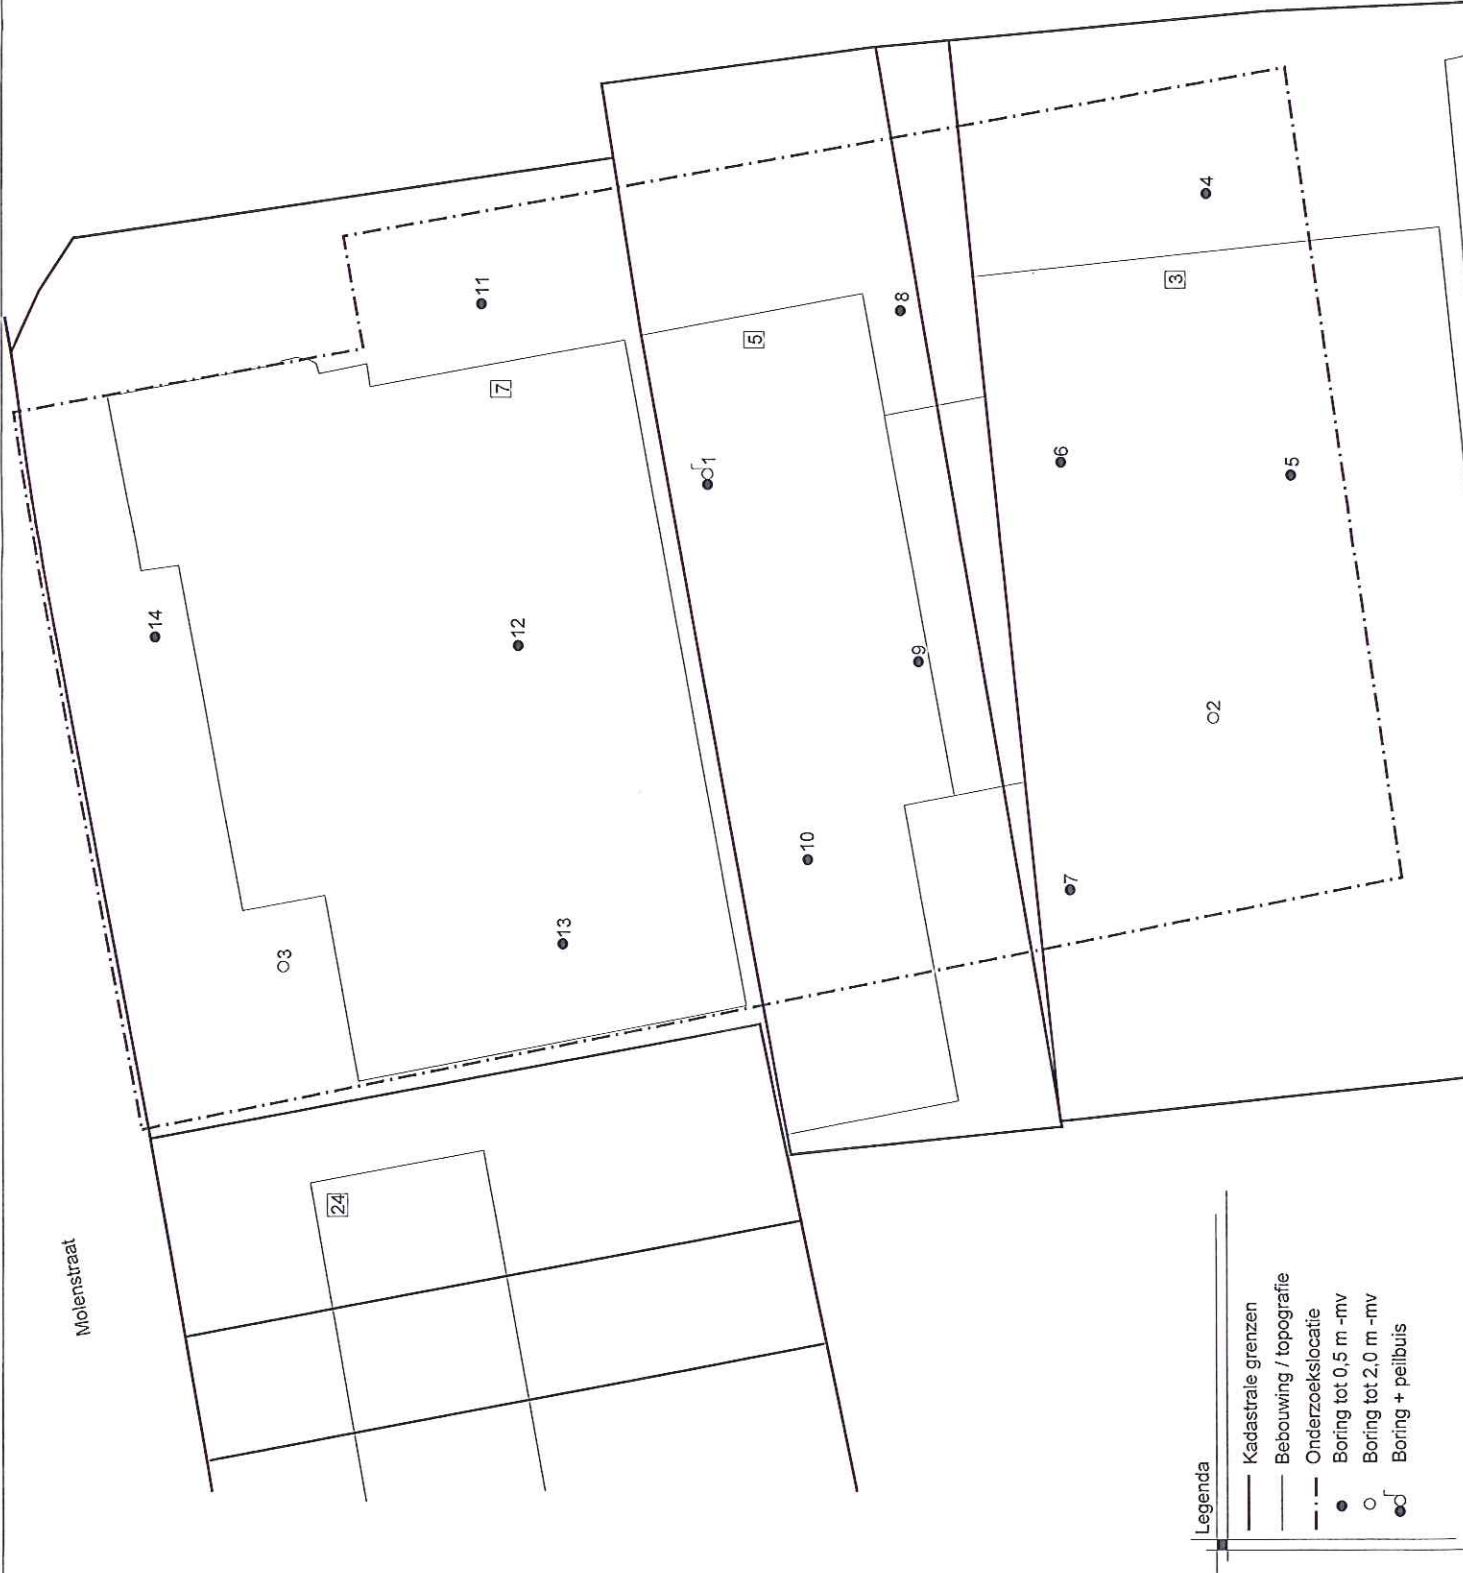 Molenstraat
14
11
7
12
13
3
24
1
5
10
9
8
6
7
2
5
3
4
Legenda
Kadastrale grenzen
Bebouwing / topografie
Onderzoekslocatie
Boring tot 0,5 m -mv
Boring tot 2,0 m -mv
Boring + peilbuis